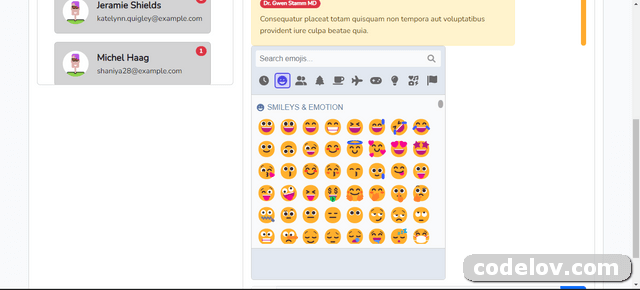 Jeramie Shields
katelynn.quigley@example.com
Michel Haag
1
shaniya28@example.com
Dr. Gwen Stamm MD
Consequatur placeat totam quisquam non tempora aut voluptatibus
provident iure culpa beatae quia.
Search emojis...
SMILEYS & EMOTION
codelov.com